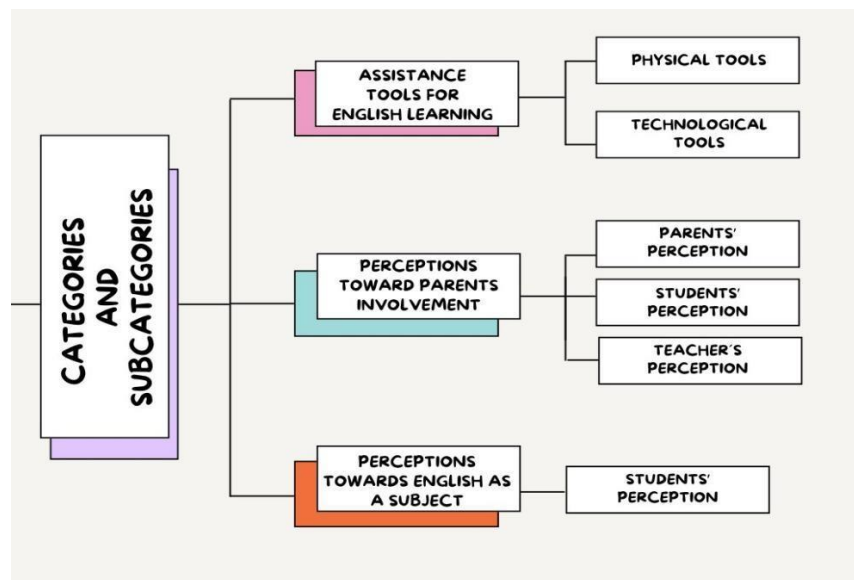 CATEGORIES
AND
SUBCATEGORIES
ASSISTANCE
TOOLS FOR
ENGLISH LEARNING
PHYSICAL TOOLS
TECHNOLOGICAL
TOOLS
PERCEPTIONS
TOWARD PARENTS
INVOLVEMENT
PARENTS'
PERCEPTION
STUDENTS'
PERCEPTION
TEACHER´S
PERCEPTION
PERCEPTIONS
TOWARDS ENGLISH AS
A SUBJECT
STUDENTS'
PERCEPTION